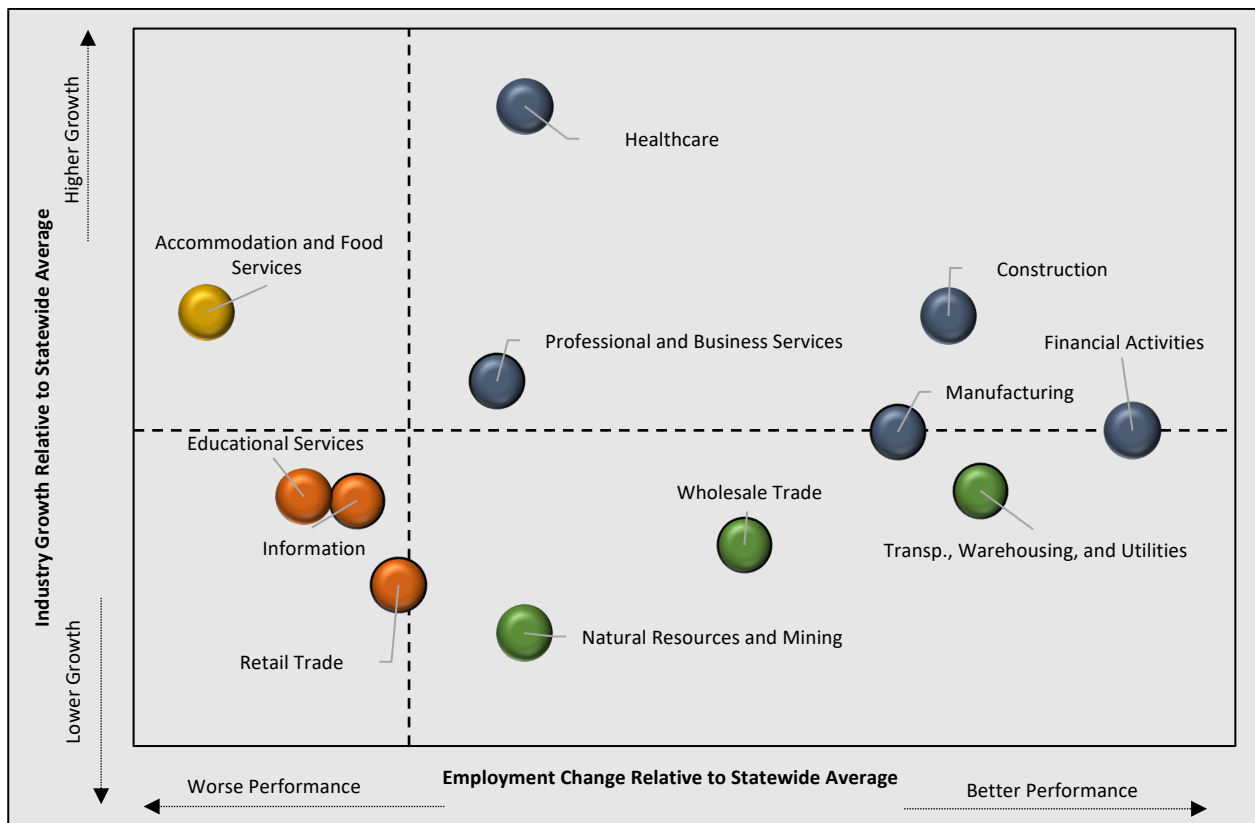 Higher Growth
Industry Growth Relative to Statewide Average
Lower Growth
Healthcare
Accommodation and Food
Services
Construction
Professional and Business Services
Financial Activities
Manufacturing
Educational Services
Wholesale Trade
Information
Transp., Warehousing, and Utilities
Natural Resources and Mining
Retail Trade
Employment Change Relative to Statewide Average
Worse Performance
Better Performance